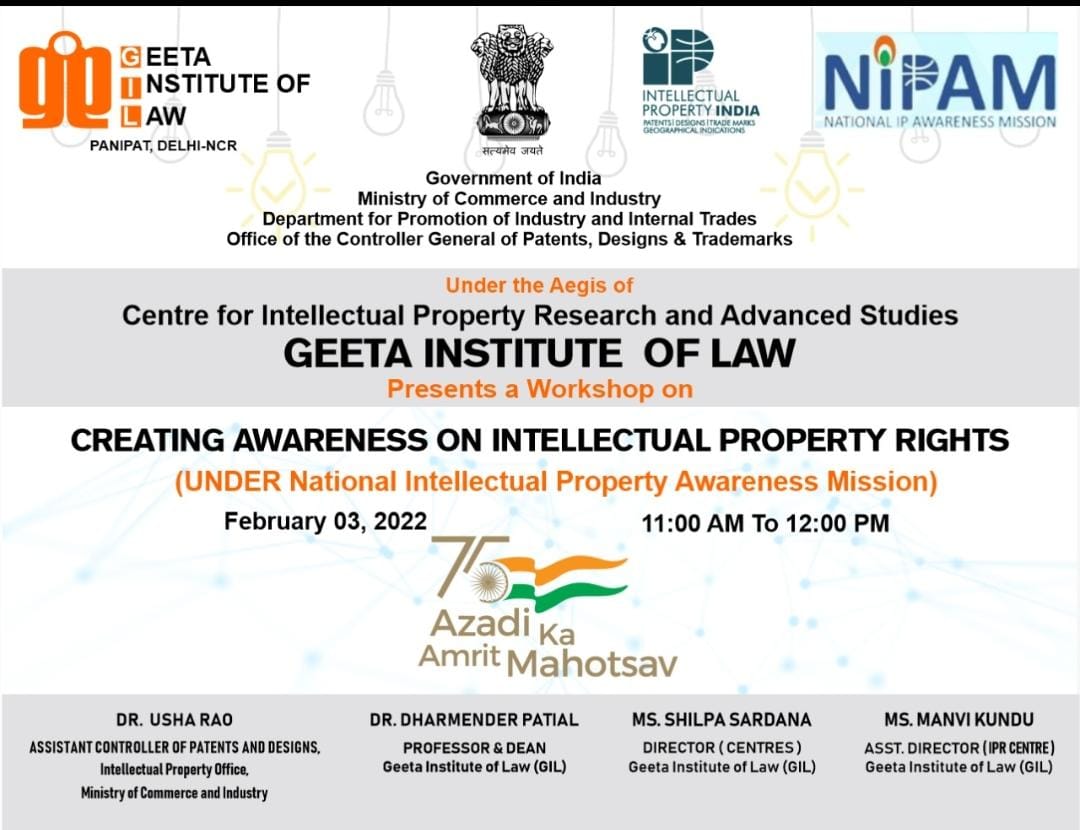 GEETA
INSTITUTE OF
LAW
PANIPAT, DELHI-NCR
सत्यमेव जयते
INTELLECTUAL
PROPERTY INDIA
PATENTS | DESIGNS | TRADE MARKS
GEOGRAPHICAL INDICATIONS
NIPAM
NATIONAL IP AWARENESS MISSION
Government of India
Ministry of Commerce and Industry
Department for Promotion of Industry and Internal Trades
Office of the Controller General of Patents, Designs & Trademarks
Under the Aegis of
Centre for Intellectual Property Research and Advanced Studies
GEETA INSTITUTE OF LAW
Presents a Workshop on
CREATING AWARENESS ON INTELLECTUAL PROPERTY RIGHTS
(UNDER National Intellectual Property Awareness Mission)
February 03, 2022 11:00 AM To 12:00 PM
75
Azadi Ka
Amrit Mahotsav
DR. USHA RAO
ASSISTANT CONTROLLER OF PATENTS AND DESIGNS,
Intellectual Property Office,
Ministry of Commerce and Industry
DR. DHARMENDER PATIAL
PROFESSOR & DEAN
Geeta Institute of Law (GIL)
MS. SHILPA SARDANA
DIRECTOR ( CENTRES )
Geeta Institute of Law (GIL)
MS. MANVI KUNDU
ASST. DIRECTOR (IPR CENTRE)
Geeta Institute of Law (GIL)